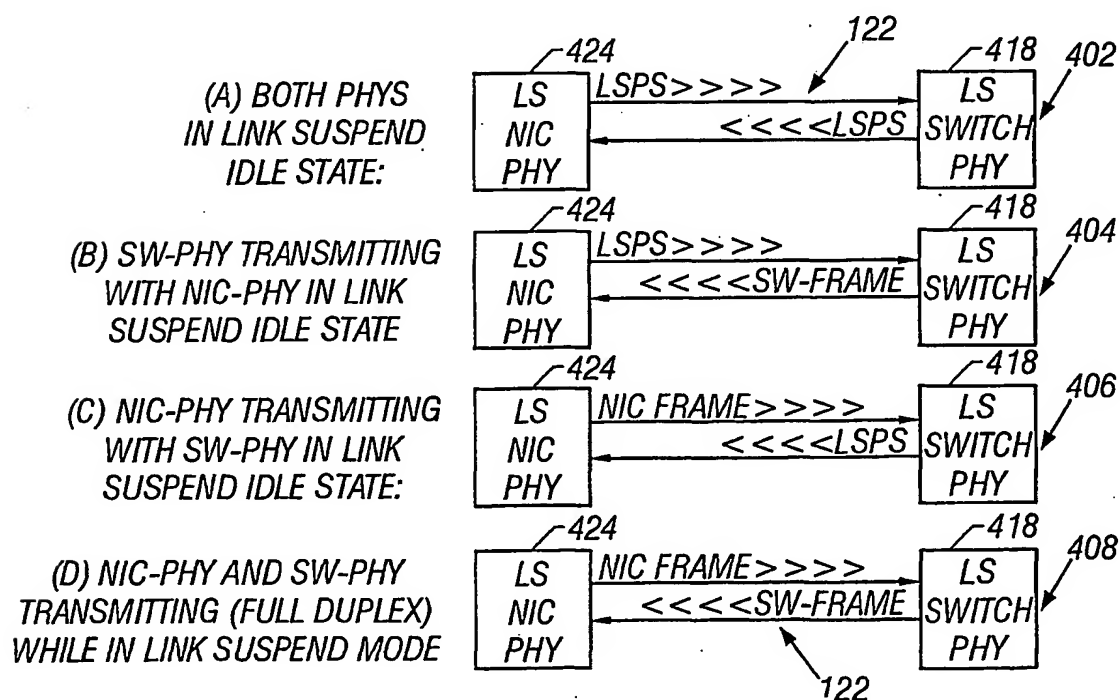 (A) BOTH PHYS
IN LINK SUSPEND
IDLE STATE:
424
LS
NIC
PHY
LSPS>>>>
<<<<LSPS
122
418
LS
SWITCH
PHY
402
(B) SW-PHY TRANSMITTING
WITH NIC-PHY IN LINK
SUSPEND IDLE STATE
424
LS
NIC
PHY
LSPS>>>>
<<<<SW-FRAME
418
LS
SWITCH
PHY
404
(C) NIC-PHY TRANSMITTING
WITH SW-PHY IN LINK
SUSPEND IDLE STATE:
424
LS
NIC
PHY
NIC FRAME>>>>
<<<<LSPS
418
LS
SWITCH
PHY
406
(D) NIC-PHY AND SW-PHY
TRANSMITTING (FULL DUPLEX)
WHILE IN LINK SUSPEND MODE
424
LS
NIC
PHY
NIC FRAME>>>>
<<<<SW-FRAME
122
418
LS
SWITCH
PHY
408